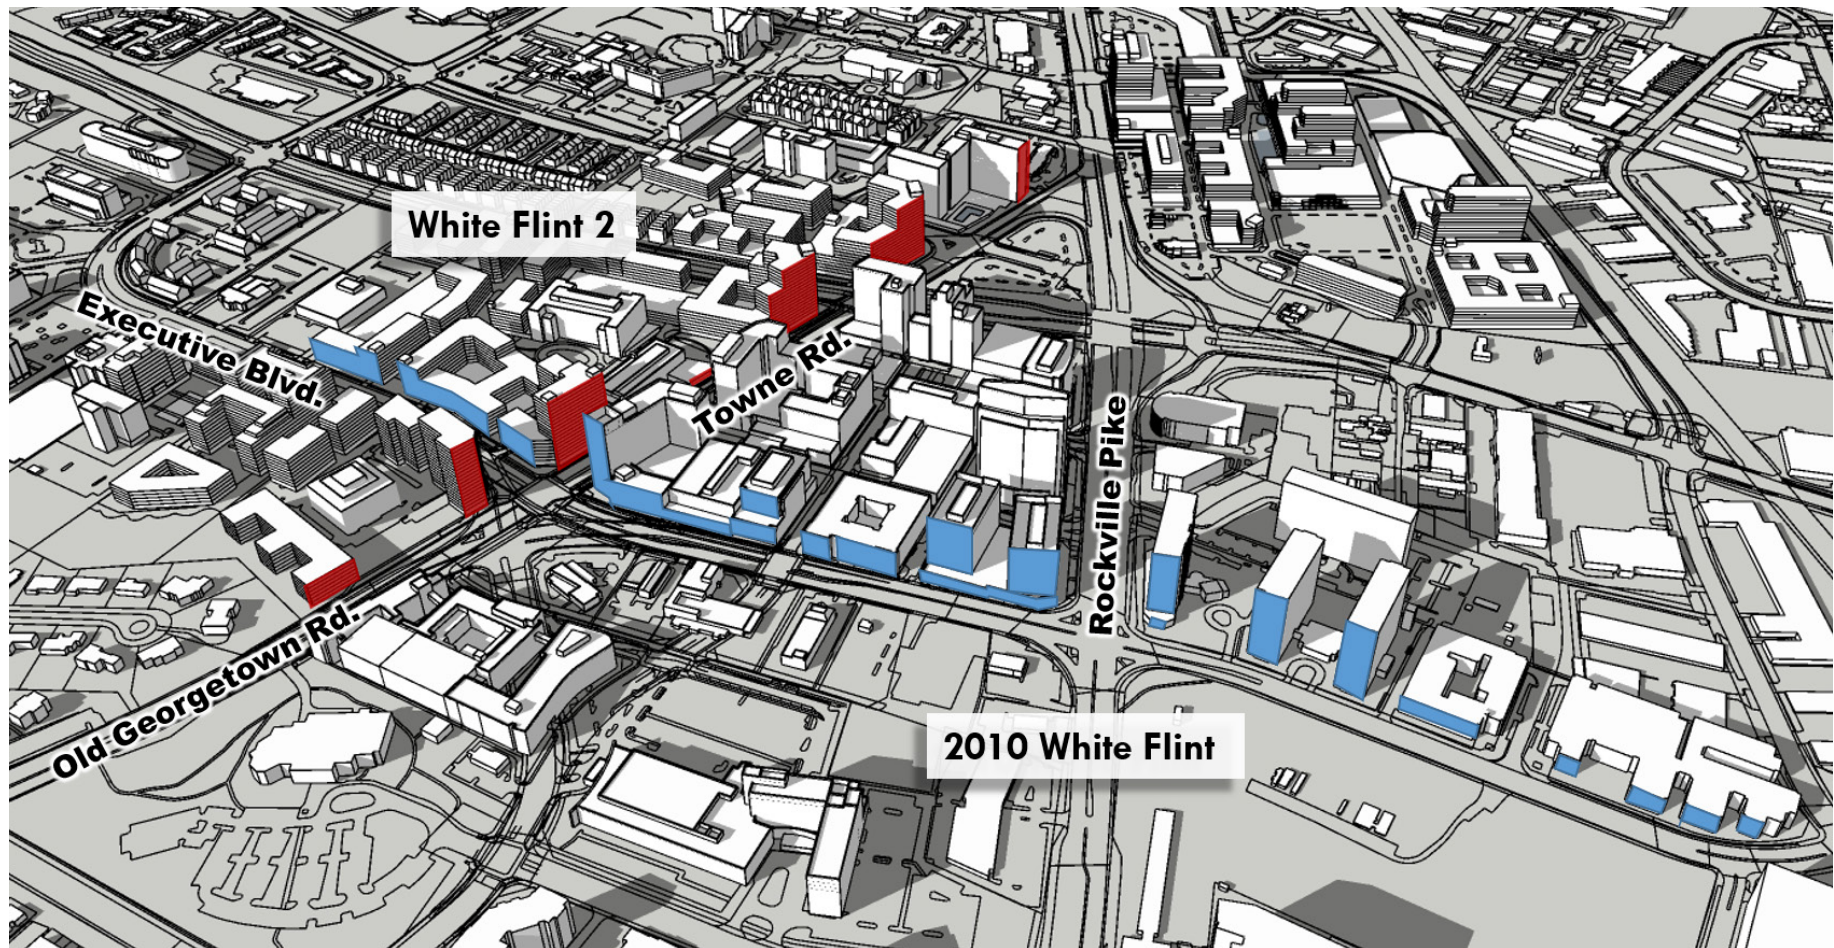 White Flint 2
Executive Blvd.
Towne Rd.
Rockville Pike
Old Georgetown Rd.
2010 White Flint